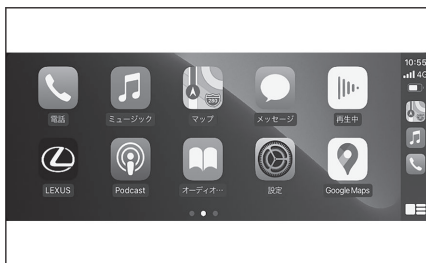 10:55
4G
電話
ミュージック
マップ
280
メッセージ
再生中
LEXUS
Podcast
オーディオ…
設定
Google Maps